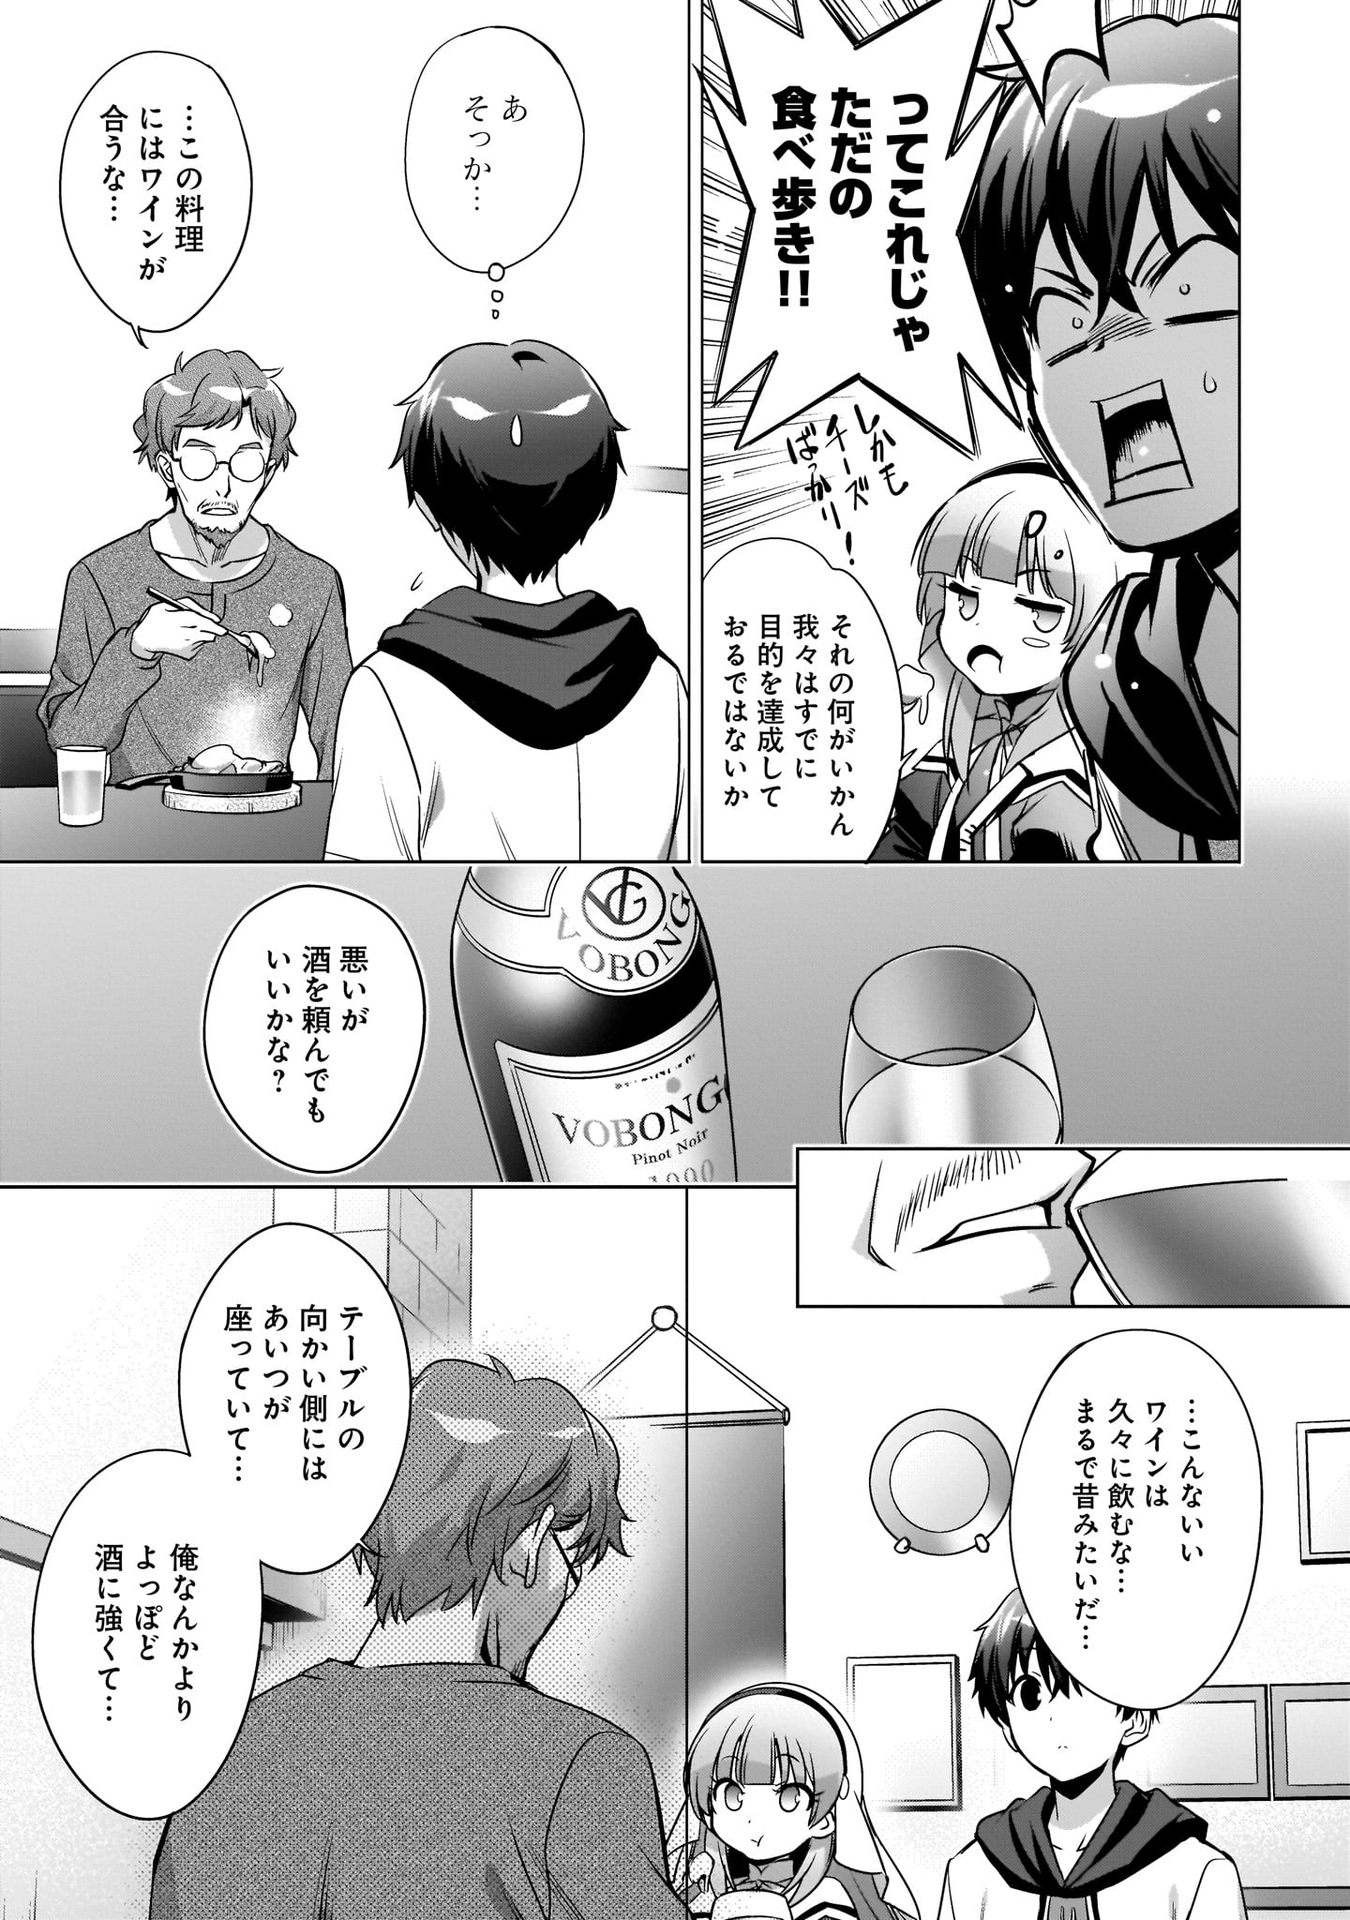 ってこれじゃ
ただの
食べ歩き!!
しかも
チーズ
ばっかり!
それの何がいかん
我々はすでに
目的を達成して
おるではないか
あ
そっか…
…この料理
にはワインが
合うな…
VG
VOBONG
VOBONG
Pinot Noir
1990
悪いが
酒を頼んでも
いいかな?
…こんないい
ワインは
久々に飲むな…
まるで昔みたいだ…
テーブルの
向かい側には
あいつが
座っていて…
俺なんかより
よっぽど
酒に強くて…